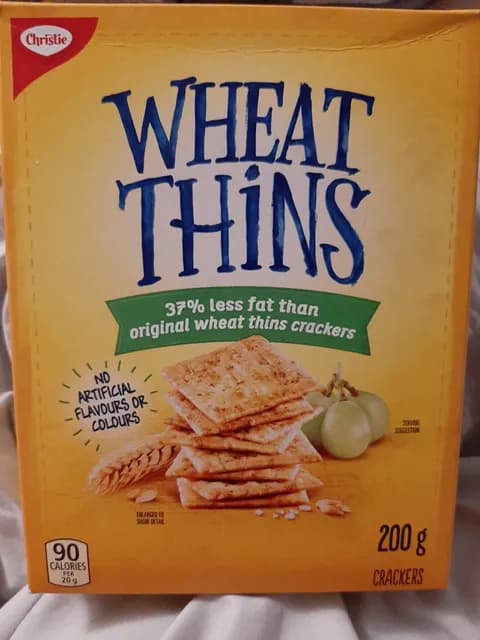 Christie
WHEAT
THiNS
37% less fat than
original wheat thins crackers
NO
ARTIFICIAL
FLAVOURS OR
COLOURS
SERVING
SUGGESTION
ENLARGED TO
SHOW DETAIL
90
CALORIES
PER
20 g
200 g
CRACKERS